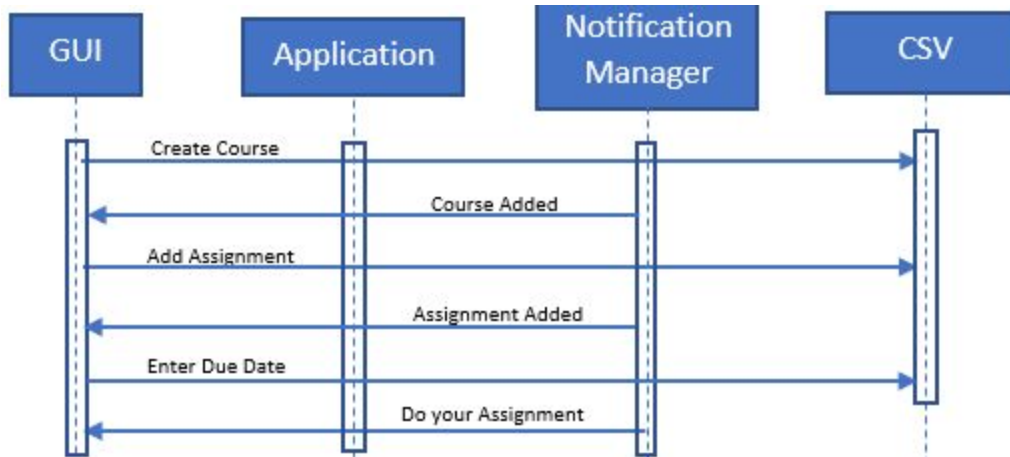 GUI
Application
Notification
Manager
CSV
Create Course
Course Added
Add Assignment
Assignment Added
Enter Due Date
Do your Assignment